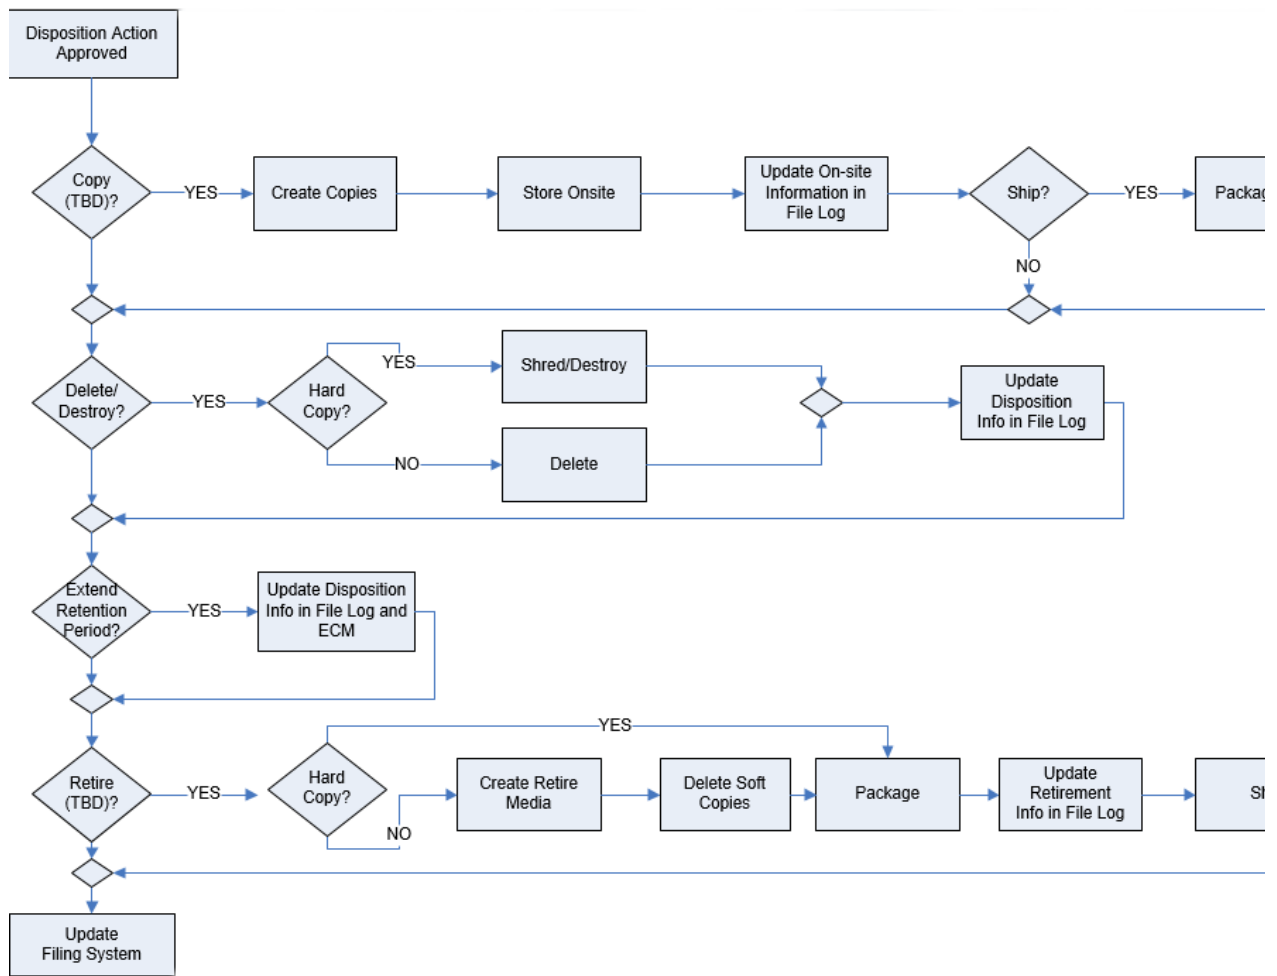 Disposition Action
Approved
Copy
(TBD)?
YES
Create Copies
Store Onsite
Update On-site
Information in
File Log
Ship?
YES
NO
Delete/
Destroy?
YES
Hard
Copy?
YES
Shred/Destroy
NO
Delete
Update
Disposition
Info in File Log
Extend
Retention
Period?
YES
Update Disposition
Info in File Log and
ECM
Retire
(TBD)?
YES
Hard
Copy?
YES
NO
Create Retire
Media
Delete Soft
Copies
Package
Update
Retirement
Info in File Log
Update
Filing System